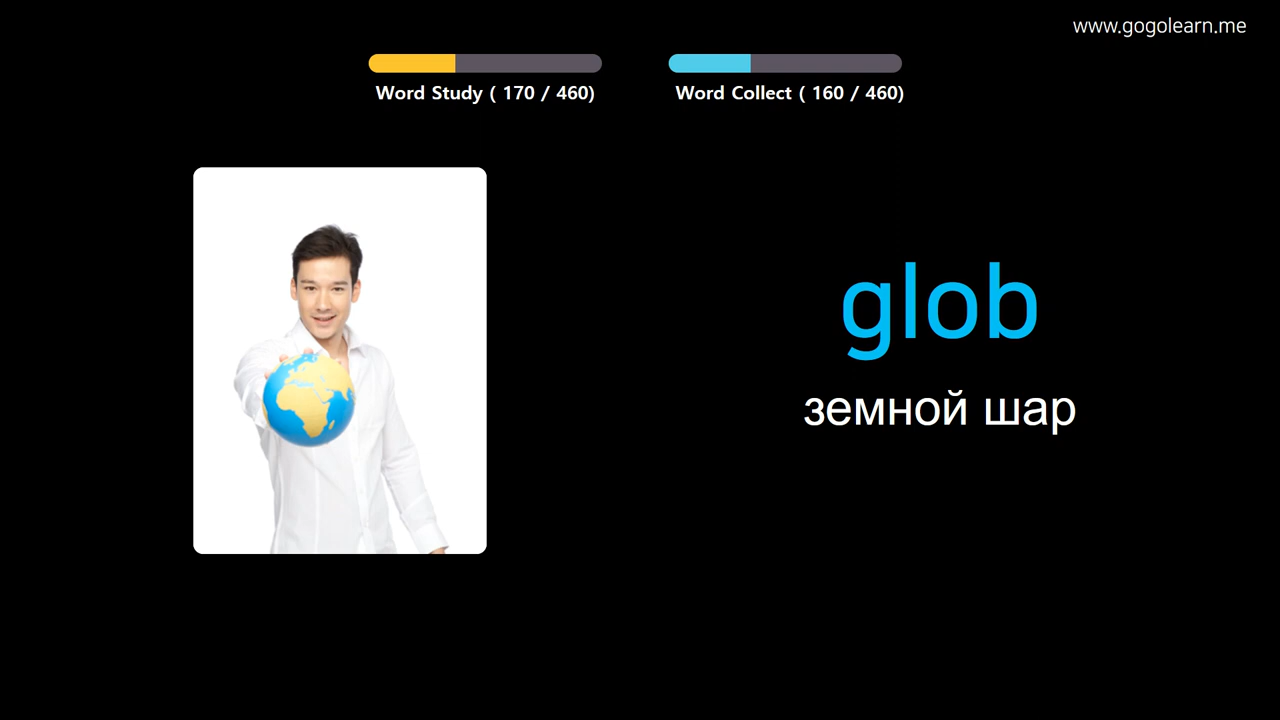 www.gogolearn.me
Word Study ( 170 / 460)
Word Collect ( 160 / 460)
glob
земной шар